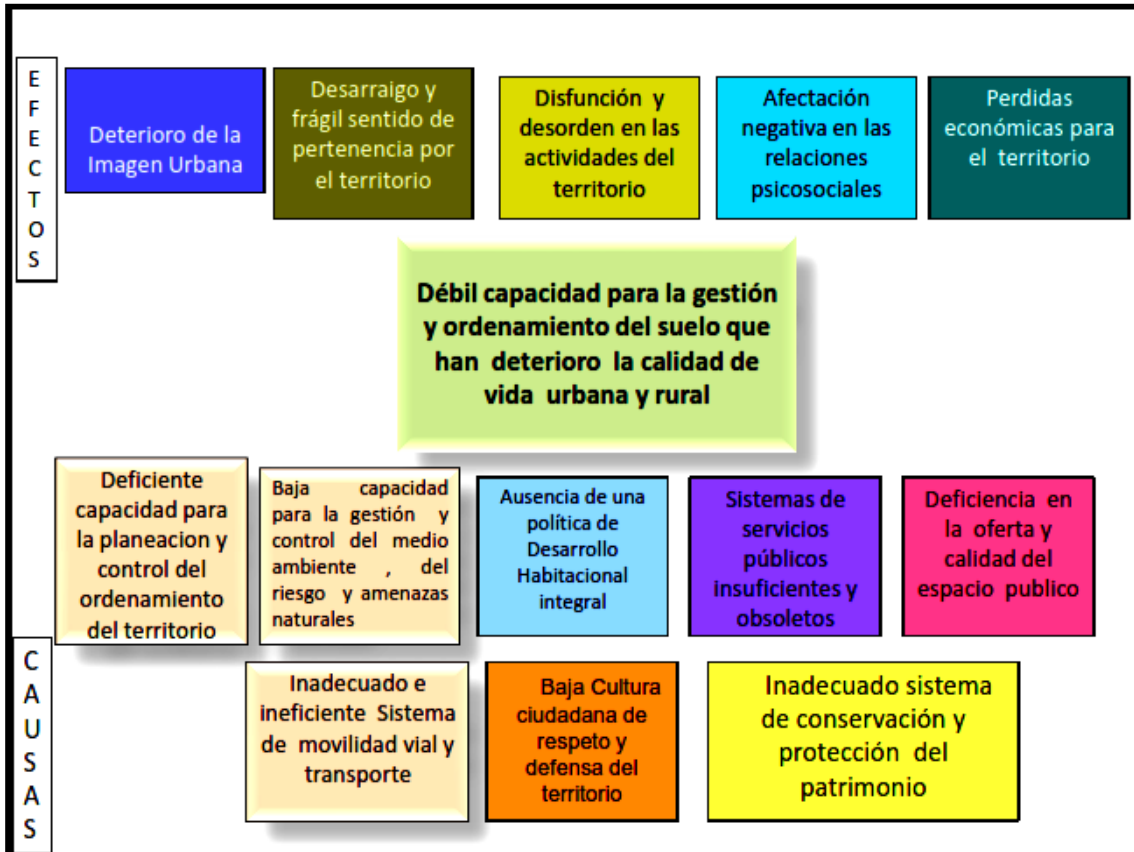 EFECTOS
Deterioro de la
Imagen Urbana
Desarraigo y
frágil sentido de
pertenencia por
el territorio
Disfunción y
desorden en las
actividades del
territorio
Afectación
negativa en las
relaciones
psicosociales
Perdidas
económicas para
el territorio
Débil capacidad para la gestión
y ordenamiento del suelo que
han deterioro la calidad de
vida urbana y rural
Deficiente
capacidad para
la planeacion y
control del
ordenamiento
del territorio
Baja capacidad
para la gestión y
control del medio
ambiente , del
riesgo y amenazas
naturales
Ausencia de una
política de
Desarrollo
Habitacional
integral
Sistemas de
servicios
públicos
insuficientes y
obsoletos
Deficiencia en
la oferta y
calidad del
espacio publico
CAUSAS
Inadecuado e
ineficiente Sistema
de movilidad vial y
transporte
Baja Cultura
ciudadana de
respeto y
defensa del
territorio
Inadecuado sistema
de conservación y
protección del
patrimonio